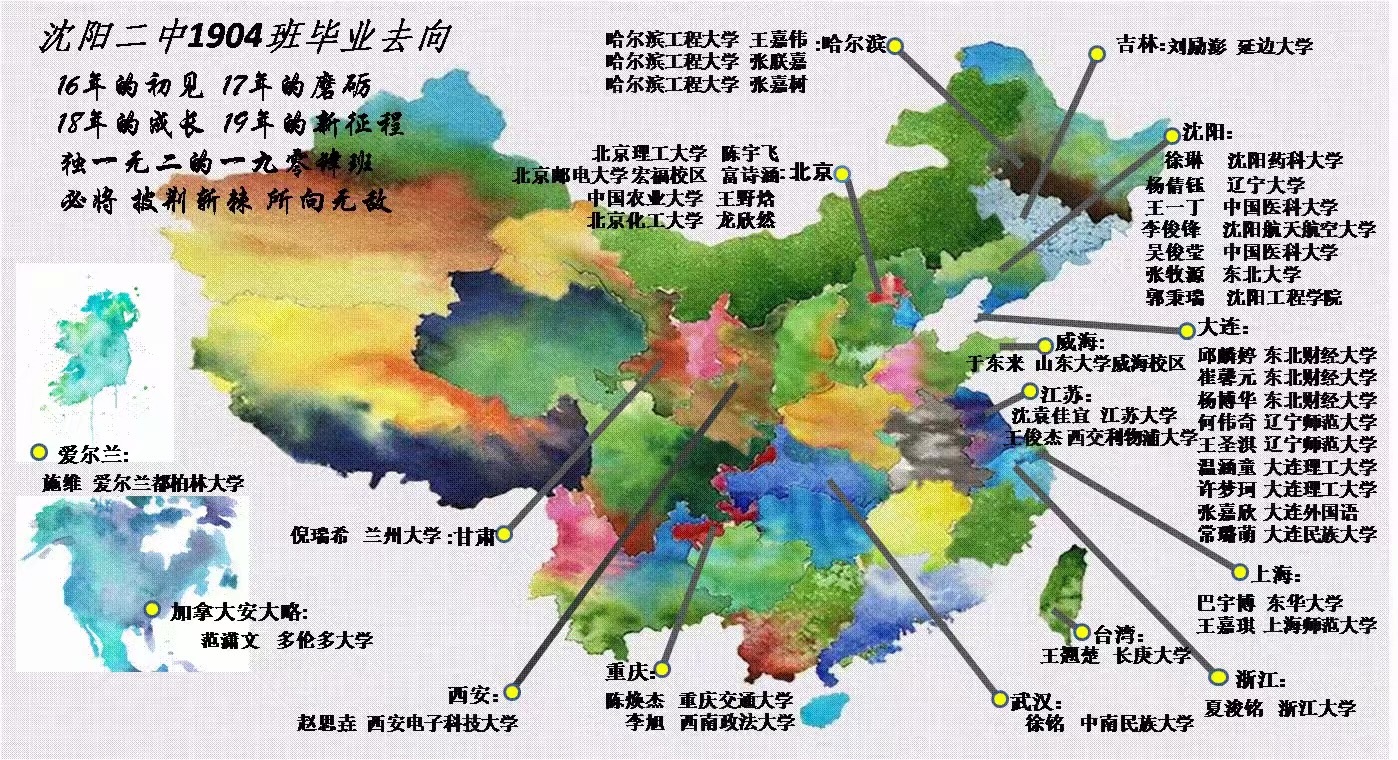 沈阳二中1904班毕业去向
16年的初见 17年的磨砺
18年的成长 19年的新征程
独一无二的一九零肆班
必将 披荆斩棘 所向无敌
哈尔滨工程大学 王嘉伟
哈尔滨工程大学 张朕嘉
哈尔滨工程大学 张嘉树
:哈尔滨
吉林:刘励澎 延边大学
北京理工大学 陈宇飞
北京邮电大学宏福校区 富诗涵
中国农业大学 王野焓
北京化工大学 龙欣然
:北京
沈阳:
徐琳 沈阳药科大学
杨倩钰 辽宁大学
王一丁 中国医科大学
李俊锋 沈阳航天航空大学
吴俊莹 中国医科大学
张牧源 东北大学
郭秉瑞 沈阳工程学院
大连:
邱麟婷 东北财经大学
崔馨元 东北财经大学
杨博华 东北财经大学
何伟奇 辽宁师范大学
王圣淇 辽宁师范大学
温涵童 大连理工大学
许梦珂 大连理工大学
张嘉欣 大连外国语
常璐萌 大连民族大学
威海:
于东来 山东大学威海校区
江苏:
沈袁佳宜 江苏大学
王俊杰 西交利物浦大学
爱尔兰:
施维 爱尔兰都柏林大学
加拿大安大略:
范潇文 多伦多大学
倪瑞希 兰州大学 :甘肃
上海:
巴宇博 东华大学
王嘉琪 上海师范大学
台湾:
王翘楚 长庚大学
浙江:
夏浚铭 浙江大学
重庆:
陈焕杰 重庆交通大学
李旭 西南政法大学
西安:
赵思垚 西安电子科技大学
武汉:
徐铭 中南民族大学